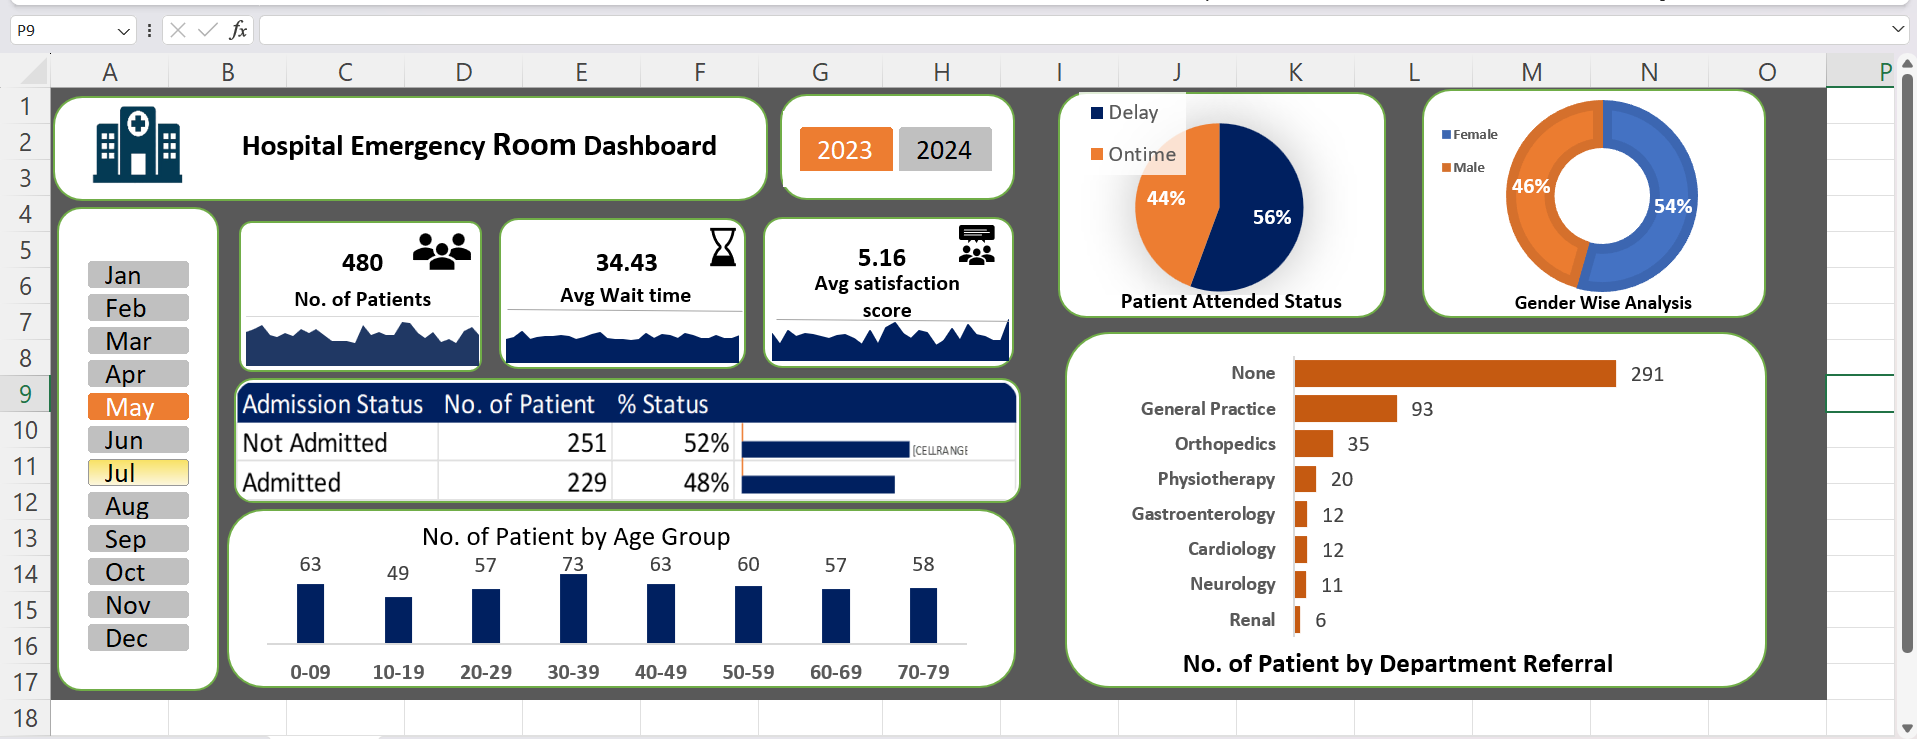 P9
fx
A B C D E F G H I J K L M N O P
1
2
3
4
5
6
7
8
9
10
11
12
13
14
15
16
17
18
Hospital Emergency Room Dashboard
2023 2024
Jan
Feb
Mar
Apr
May
Jun
Jul
Aug
Sep
Oct
Nov
Dec
480
No. of Patients
34.43
Avg Wait time
5.16
Avg satisfaction
score
Admission Status No. of Patient % Status
Not Admitted 251 52% [CELLRANGE
Admitted 229 48%
No. of Patient by Age Group
63 49 57 73 63 60 57 58
0-09 10-19 20-29 30-39 40-49 50-59 60-69 70-79
Delay
Ontime
44%
56%
Patient Attended Status
Female
Male
46%
54%
Gender Wise Analysis
None 291
General Practice 93
Orthopedics 35
Physiotherapy 20
Gastroenterology 12
Cardiology 12
Neurology 11
Renal 6
No. of Patient by Department Referral